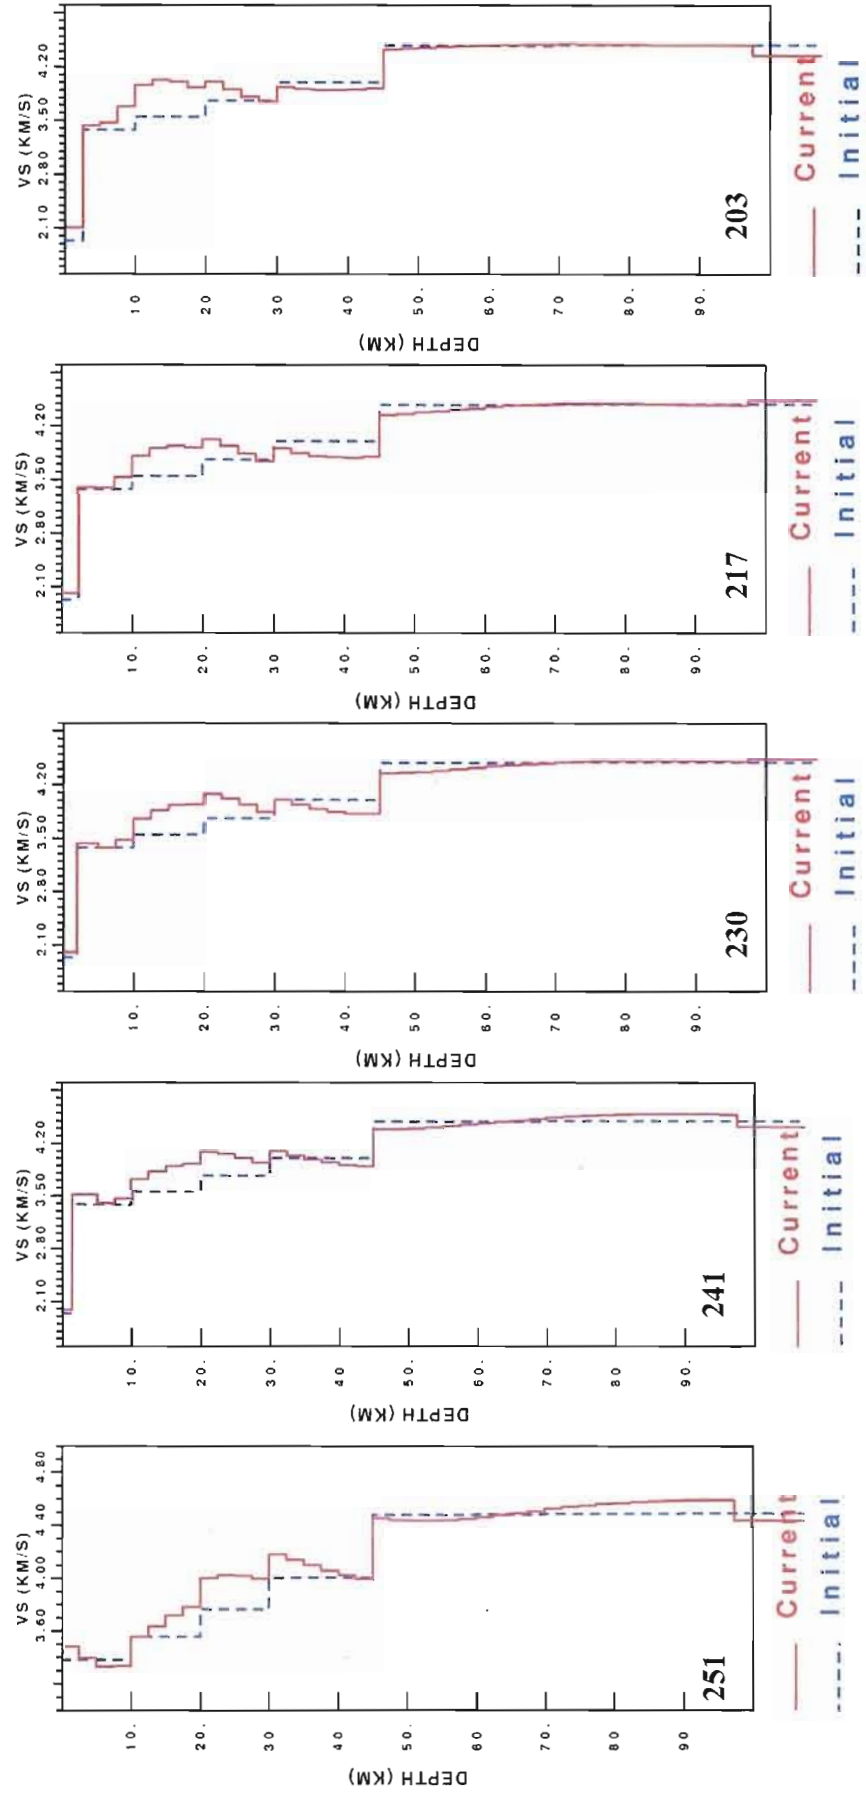 VS (KM/S)
3.60 4.00 4.40 4.80
10.
20.
30
40.
50.
60.
70.
80.
90
DEPTH (KM)
251
Current
Initial
VS (KM/S)
2.10 2.80 3.50 4.20
10.
20.
30.
40
50.
60.
70.
80.
90.
DEPTH (KM)
241
Current
Initial
VS (KM/S)
2.10 2.80 3.50 4.20
10.
20.
30.
40.
50.
60.
70.
80
90.
DEPTH (KM)
230
Current
Initial
VS (KM/S)
2.10 2.80 3.50 4.20
10.
20.
30.
40.
50.
60.
70.
80.
90.
DEPTH (KM)
217
Current
Initial
VS (KM/S)
2.10 2.80 3.50 4.20
10
20
30
40
50.
60.
70.
80.
90.
DEPTH (KM)
203
Current
Initial